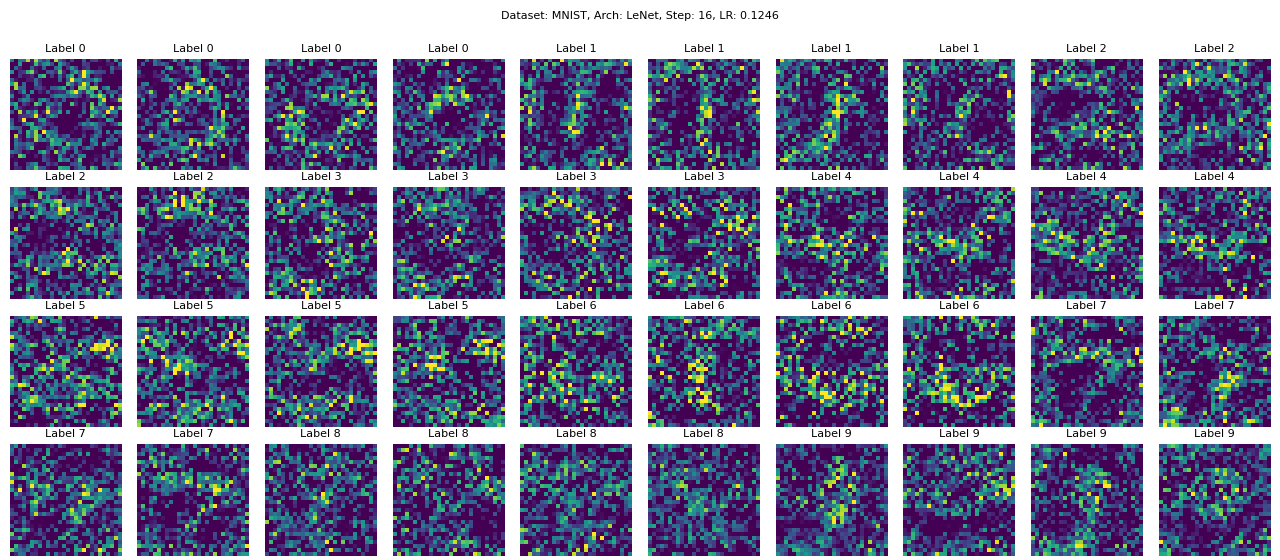 Dataset: MNIST, Arch: LeNet, Step: 16, LR: 0.1246
Label 0 Label 0 Label 0 Label 0 Label 1 Label 1 Label 1 Label 1 Label 2 Label 2
Label 2 Label 2 Label 3 Label 3 Label 3 Label 3 Label 4 Label 4 Label 4 Label 4
Label 5 Label 5 Label 5 Label 5 Label 6 Label 6 Label 6 Label 6 Label 7 Label 7
Label 7 Label 7 Label 8 Label 8 Label 8 Label 8 Label 9 Label 9 Label 9 Label 9